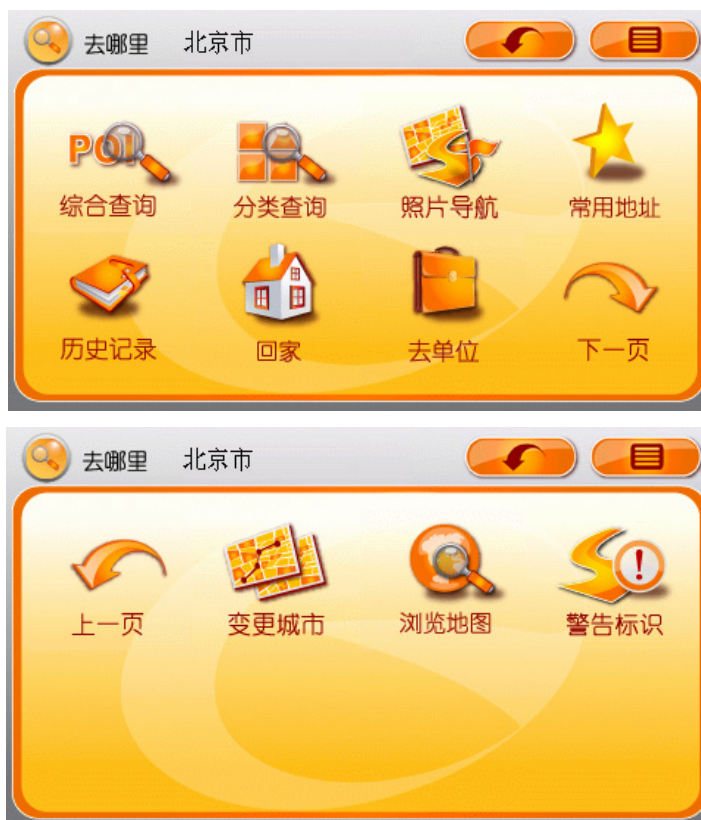 去哪里 北京市
POI
综合查询 分类查询 照片导航 常用地址
历史记录 回家 去单位 下一页
去哪里 北京市
上一页 变更城市 浏览地图 警告标识